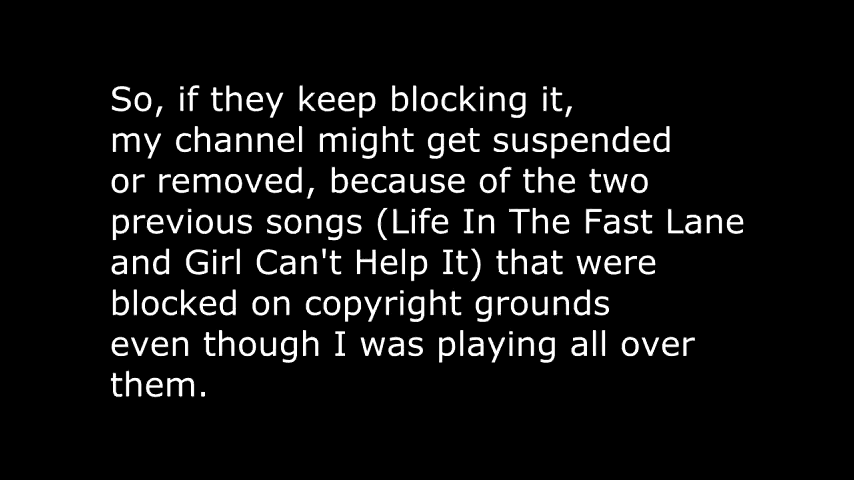 So, if they keep blocking it,
my channel might get suspended
or removed, because of the two
previous songs (Life In The Fast Lane
and Girl Can't Help It) that were
blocked on copyright grounds
even though I was playing all over
them.